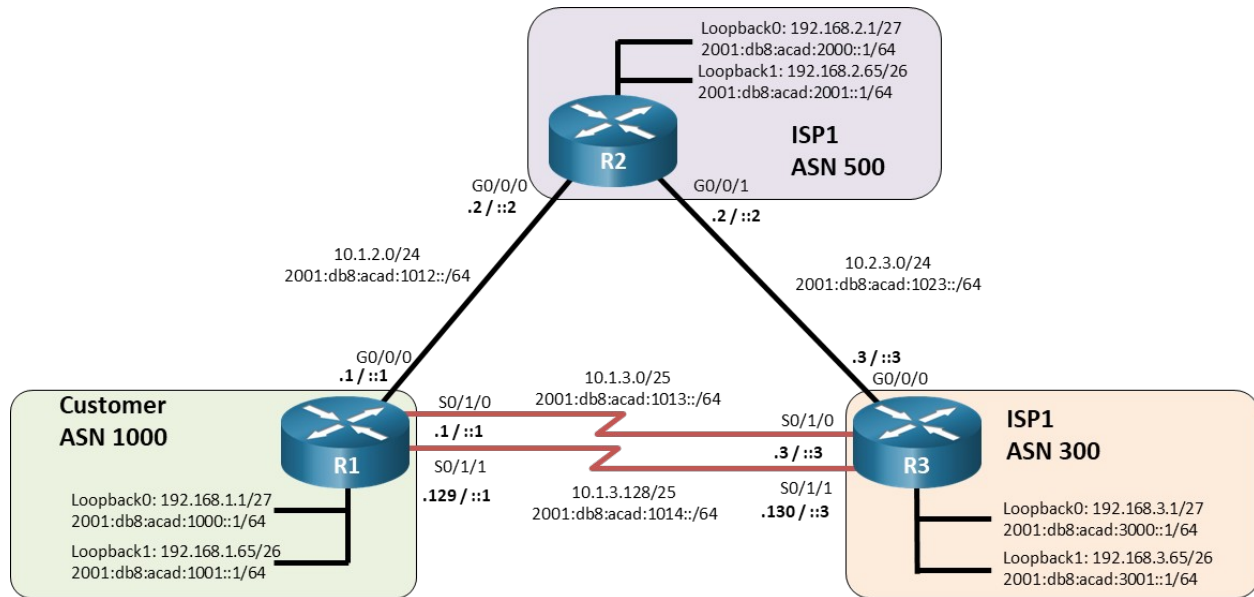 Loopback0: 192.168.2.1/27
2001:db8:acad:2000::1/64
Loopback1: 192.168.2.65/26
2001:db8:acad:2001::1/64
ISP1
ASN 500
R2
G0/0/0
.2 / ::2
G0/0/1
.2 / ::2
10.1.2.0/24
2001:db8:acad:1012::/64
10.2.3.0/24
2001:db8:acad:1023::/64
G0/0/0
.1 / ::1
.3 / ::3
G0/0/0
Customer
ASN 1000
R1
S0/1/0
.1 / ::1
S0/1/1
.129 / ::1
10.1.3.0/25
2001:db8:acad:1013::/64
10.1.3.128/25
2001:db8:acad:1014::/64
S0/1/0
.3 / ::3
S0/1/1
.130 / ::3
ISP1
ASN 300
R3
Loopback0: 192.168.1.1/27
2001:db8:acad:1000::1/64
Loopback1: 192.168.1.65/26
2001:db8:acad:1001::1/64
Loopback0: 192.168.3.1/27
2001:db8:acad:3000::1/64
Loopback1: 192.168.3.65/26
2001:db8:acad:3001::1/64